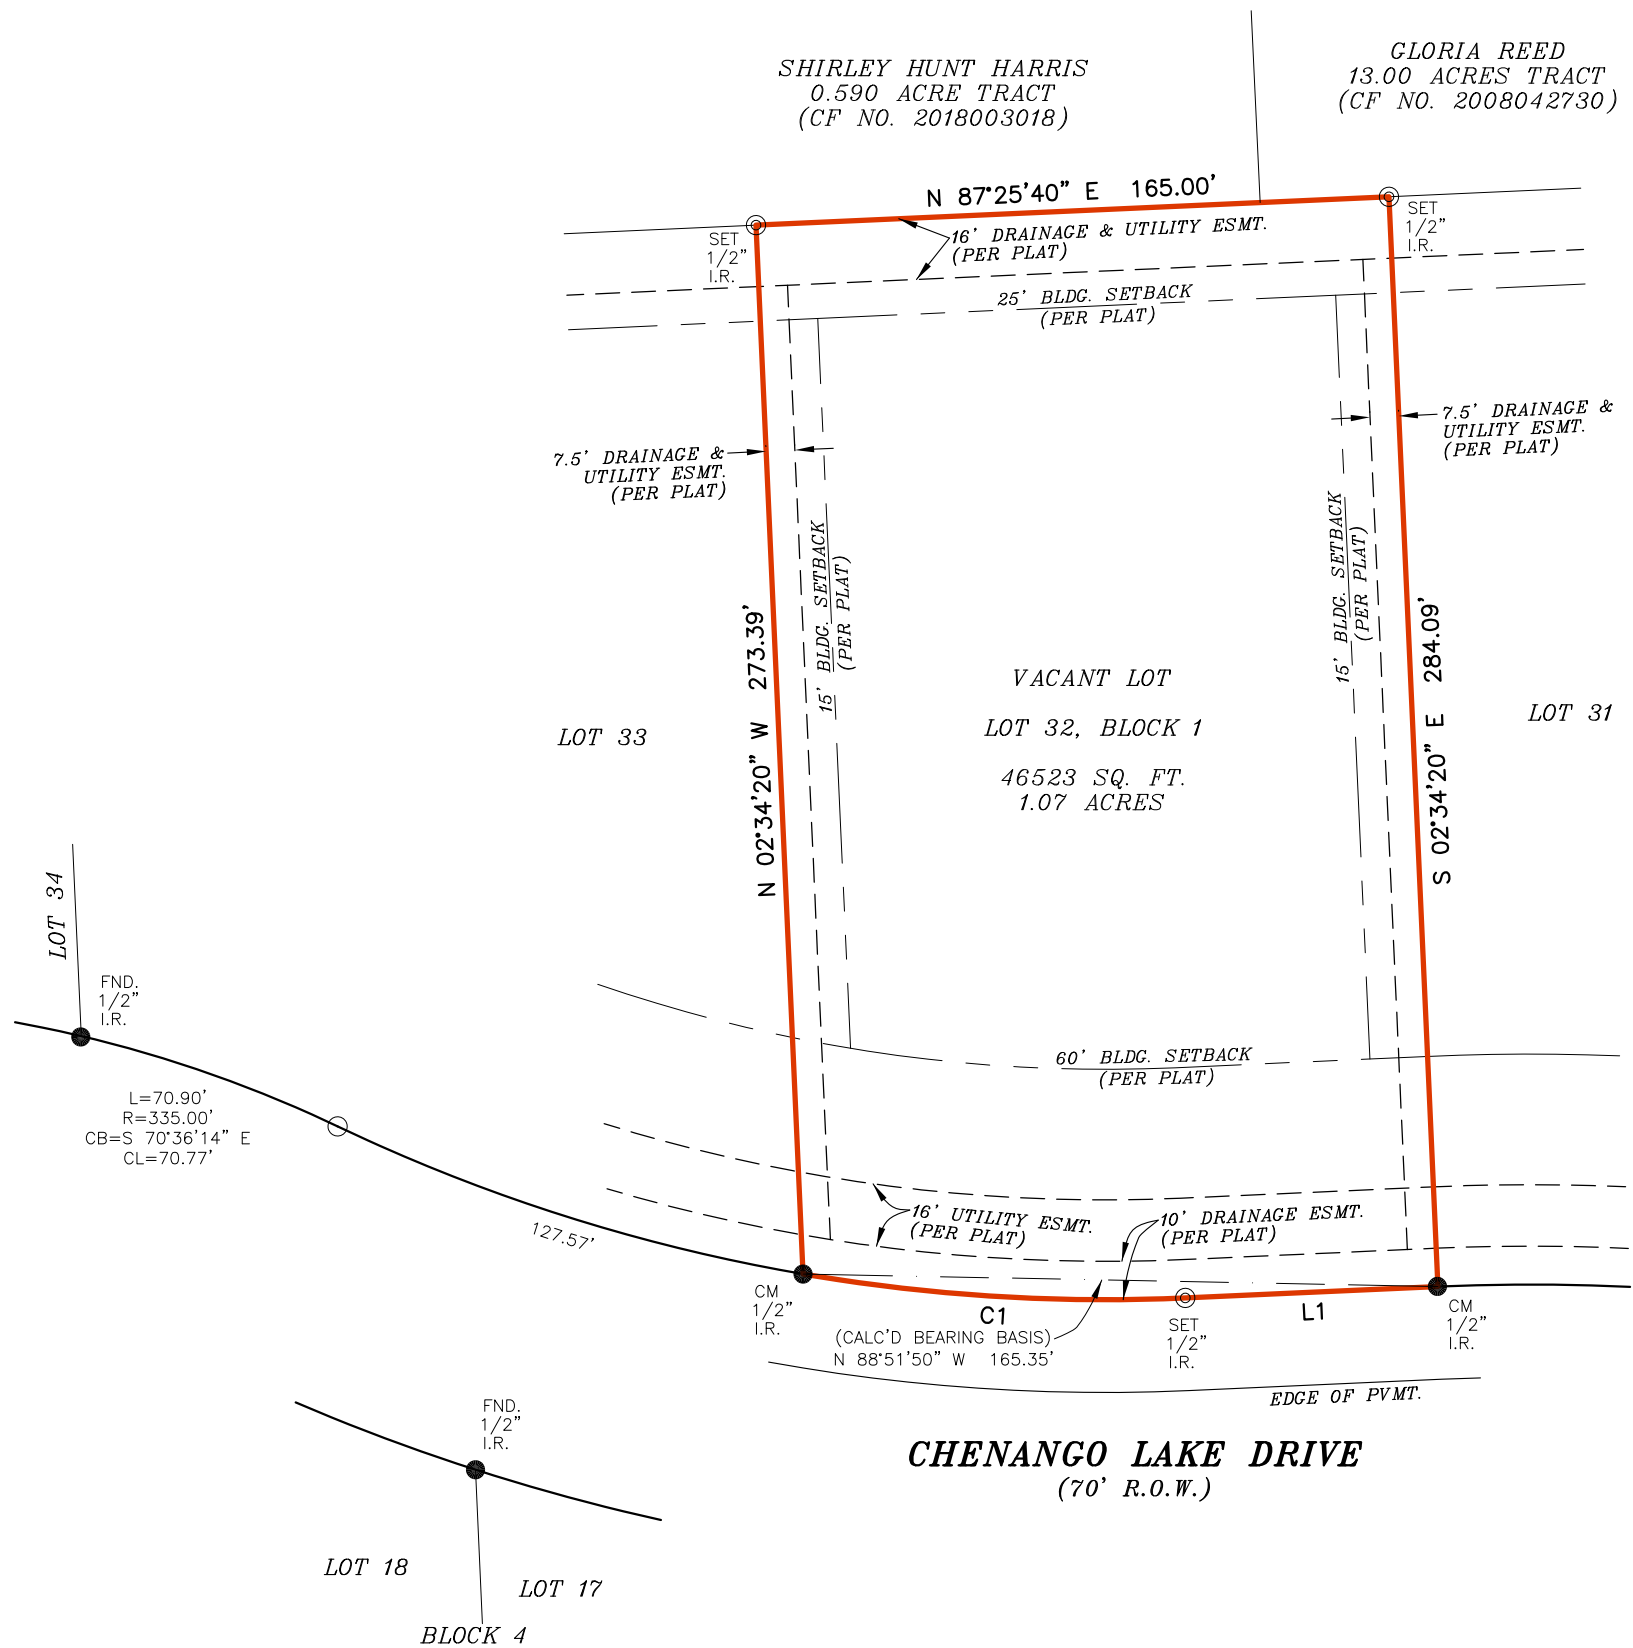 SHIRLEY HUNT HARRIS
0.590 ACRE TRACT
(CF NO. 2018003018)
GLORIA REED
13.00 ACRES TRACT
(CF NO. 2008042730)
N 87°25'40" E 165.00'
SET
1/2"
I.R.
SET
1/2"
I.R.
16' DRAINAGE & UTILITY ESMT.
(PER PLAT)
25' BLDG. SETBACK
(PER PLAT)
7.5' DRAINAGE &
UTILITY ESMT.
(PER PLAT)
7.5' DRAINAGE &
UTILITY ESMT.
(PER PLAT)
15' BLDG. SETBACK
(PER PLAT)
15' BLDG. SETBACK
(PER PLAT)
N 02°34'20" W 273.39'
S 02°34'20" E 284.09'
VACANT LOT
LOT 32, BLOCK 1
46523 SQ. FT.
1.07 ACRES
LOT 33
LOT 31
LOT 34
FND.
1/2"
I.R.
L=70.90'
R=335.00'
CB=S 70°36'14" E
CL=70.77'
60' BLDG. SETBACK
(PER PLAT)
127.57'
16' UTILITY ESMT.
(PER PLAT)
10' DRAINAGE ESMT.
(PER PLAT)
CM
1/2"
I.R.
C1
L1
SET
1/2"
I.R.
CM
1/2"
I.R.
(CALC'D BEARING BASIS)
N 88°51'50" W 165.35'
EDGE OF PVMT.
FND.
1/2"
I.R.
CHENANGO LAKE DRIVE
(70' R.O.W.)
LOT 18
LOT 17
BLOCK 4